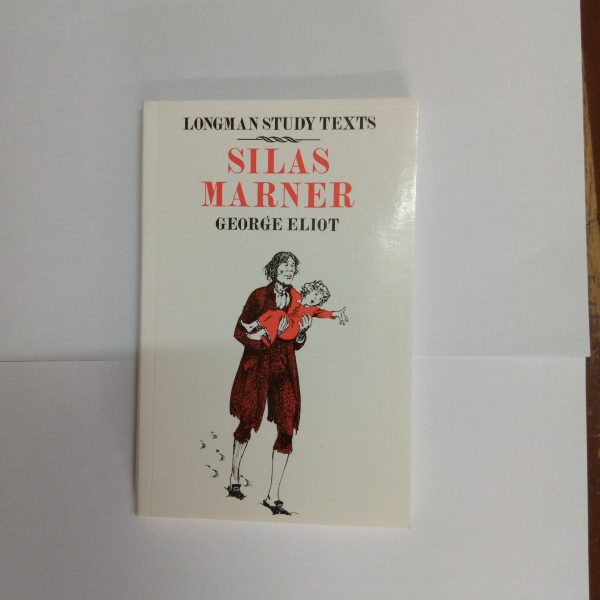 LONGMAN STUDY TEXTS
SILAS
MARNER
GEORGE ELIOT